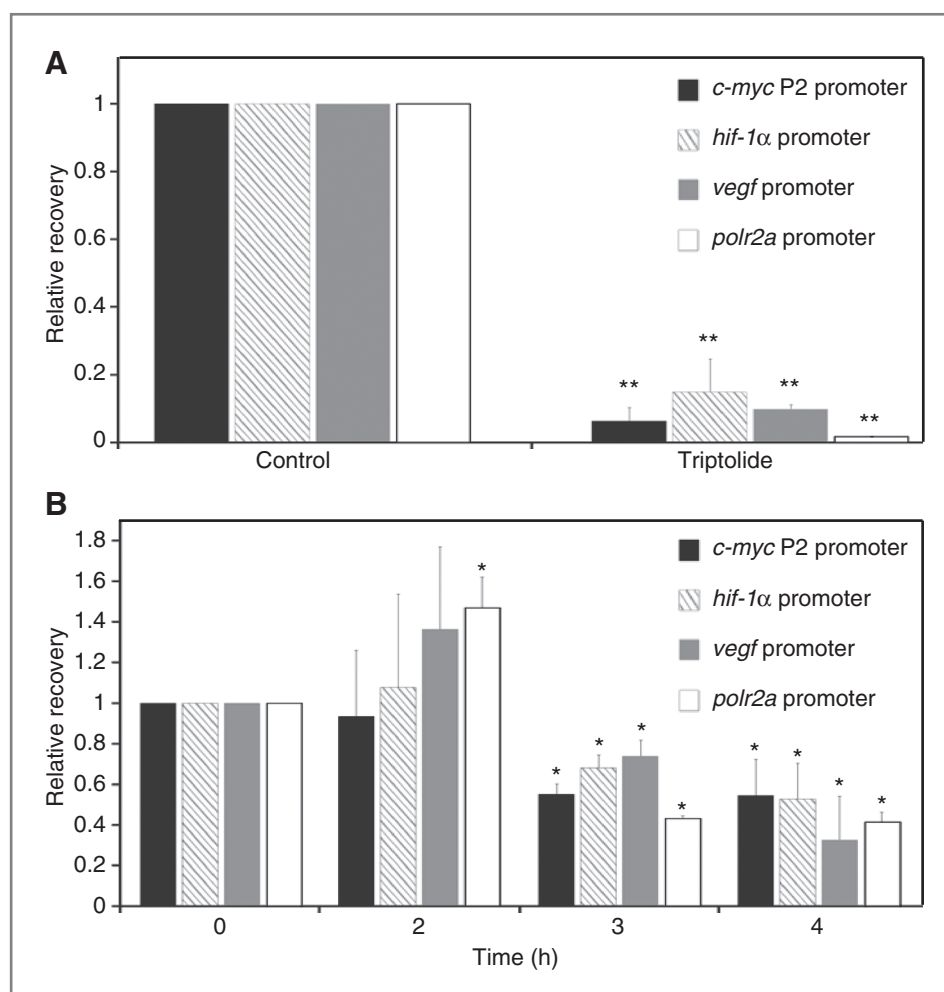 A
Relative recovery
1
0.8
0.6
0.4
0.2
0
c-myc P2 promoter
hif-1α promoter
vegf promoter
polr2a promoter
** ** ** **
Control Triptolide
B
Relative recovery
1.8
1.6
1.4
1.2
1
0.8
0.6
0.4
0.2
0
c-myc P2 promoter
hif-1α promoter
vegf promoter
polr2a promoter
* * * * * * * * *
0 2 3 4
Time (h)